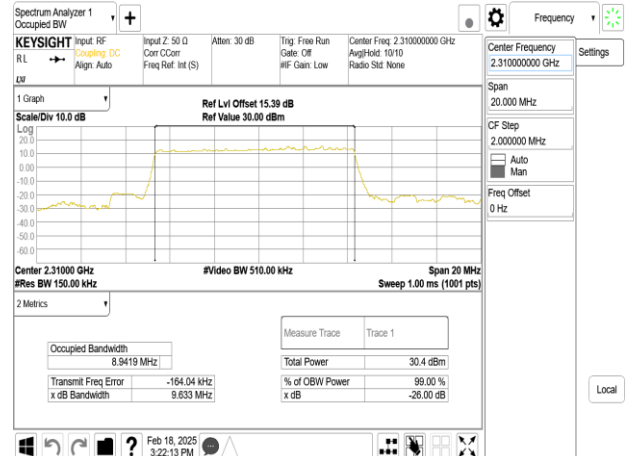 Spectrum Analyzer 1
Occupied BW
Frequency
KEYSIGHT
RL
LXI
Input: RF
Coupling: DC
Align: Auto
Input Z: 50 Ω
Corr CCorr
Freq Ref: Int (S)
Atten: 30 dB
Trig: Free Run
Gate: Off
#IF Gain: Low
Center Freq: 2.310000000 GHz
Avg|Hold: 10/10
Radio Std: None
Center Frequency
2.310000000 GHz
Settings
Span
20.000 MHz
CF Step
2.000000 MHz
Auto
Man
Freq Offset
0 Hz
Local
1 Graph
Ref Lvl Offset 15.39 dB
Scale/Div 10.0 dB
Ref Value 30.00 dBm
Log
20.0
10.0
0.00
-10.0
-20.0
-30.0
-40.0
-50.0
-60.0
Center 2.31000 GHz
#Video BW 510.00 kHz
Span 20 MHz
#Res BW 150.00 kHz
Sweep 1.00 ms (1001 pts)
2 Metrics
Measure Trace
Trace 1
Occupied Bandwidth
8.9419 MHz
Total Power
30.4 dBm
Transmit Freq Error
-164.04 kHz
% of OBW Power
99.00 %
x dB Bandwidth
9.633 MHz
x dB
-26.00 dB
?
Feb 18, 2025
3:22:13 PM